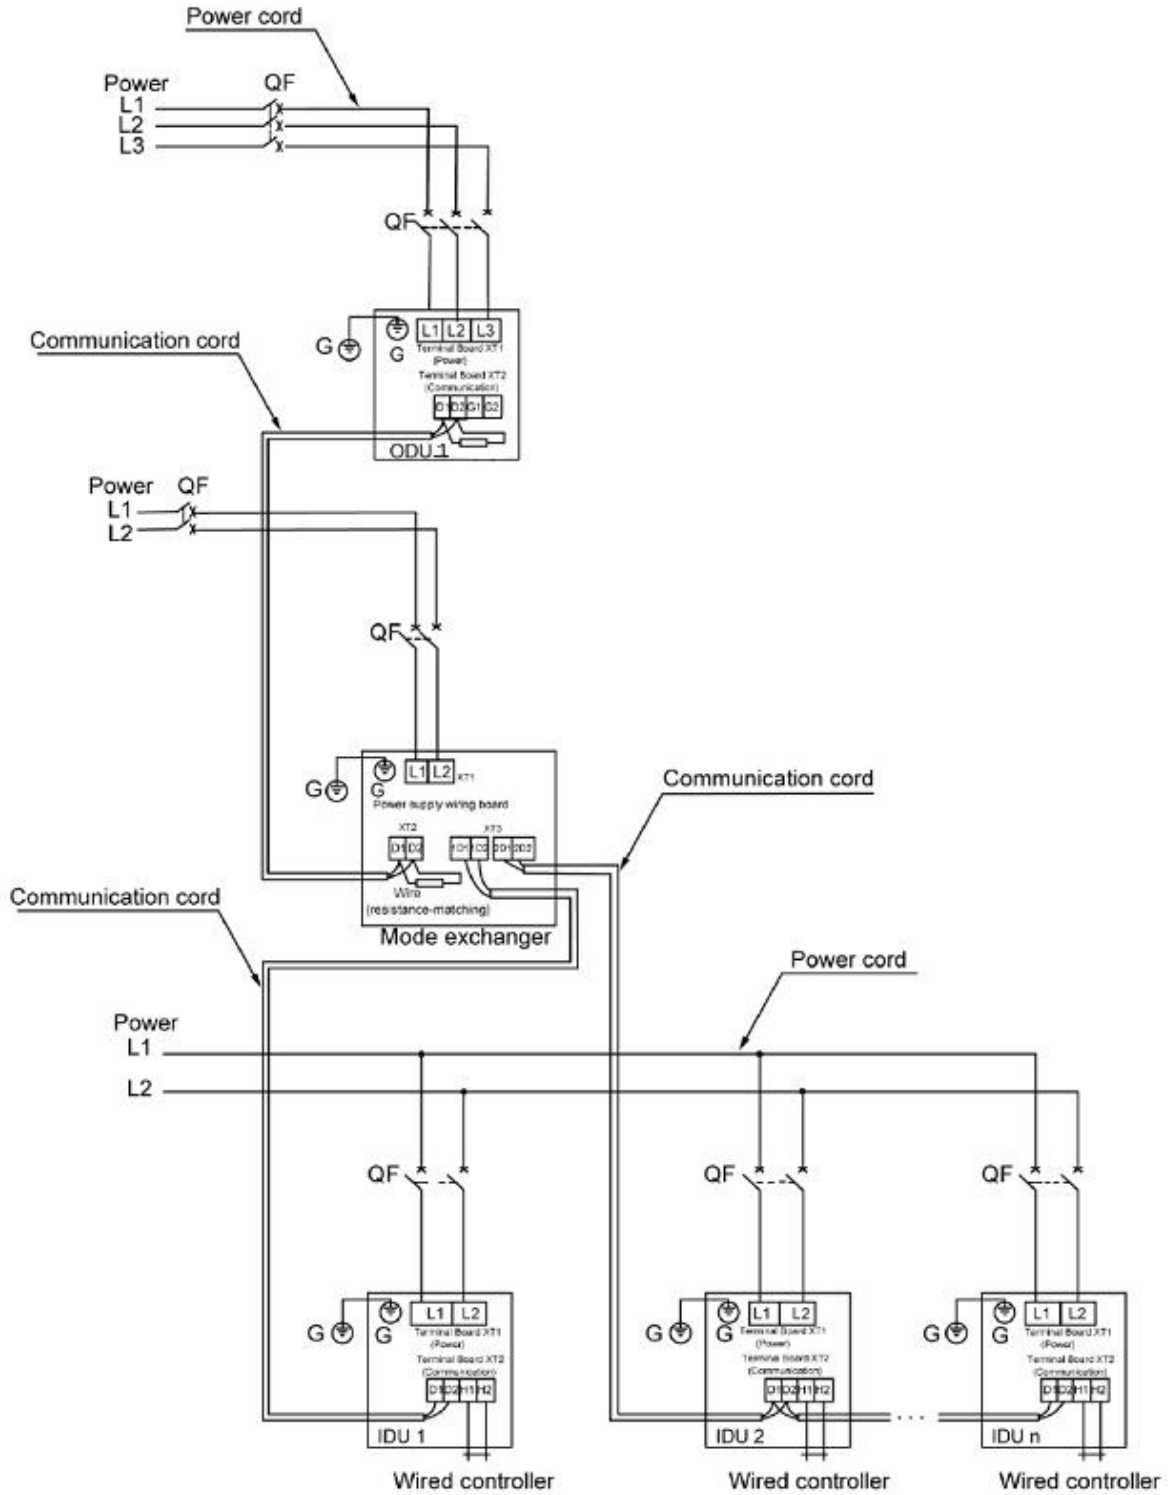 Power cord
Power
QF
L1
L2
L3
QF
G
G
L1 L2 L3
Terminal Board XT1
(Power)
Terminal Board XT2
(Communication)
D1 D2 G1 G2
ODU 1
Communication cord
Power QF
L1
L2
QF
G
G
L1 L2 XT1
Power supply wiring board
XT2 XT3
D1 D2 1D1 1D2 2D1 2D2
Wire
(resistance-matching)
Mode exchanger
Communication cord
Communication cord
Power cord
Power
L1
L2
QF QF QF
G G L1 L2
Terminal Board XT1
(Power)
Terminal Board XT2
(Communication)
D1 D2 H1 H2
IDU 1
Wired controller
G G L1 L2
Terminal Board XT1
(Power)
Terminal Board XT2
(Communication)
D1 D2 H1 H2
IDU 2
Wired controller
. . .
G G L1 L2
Terminal Board XT1
(Power)
Terminal Board XT2
(Communication)
D1 D2 H1 H2
IDU n
Wired controller